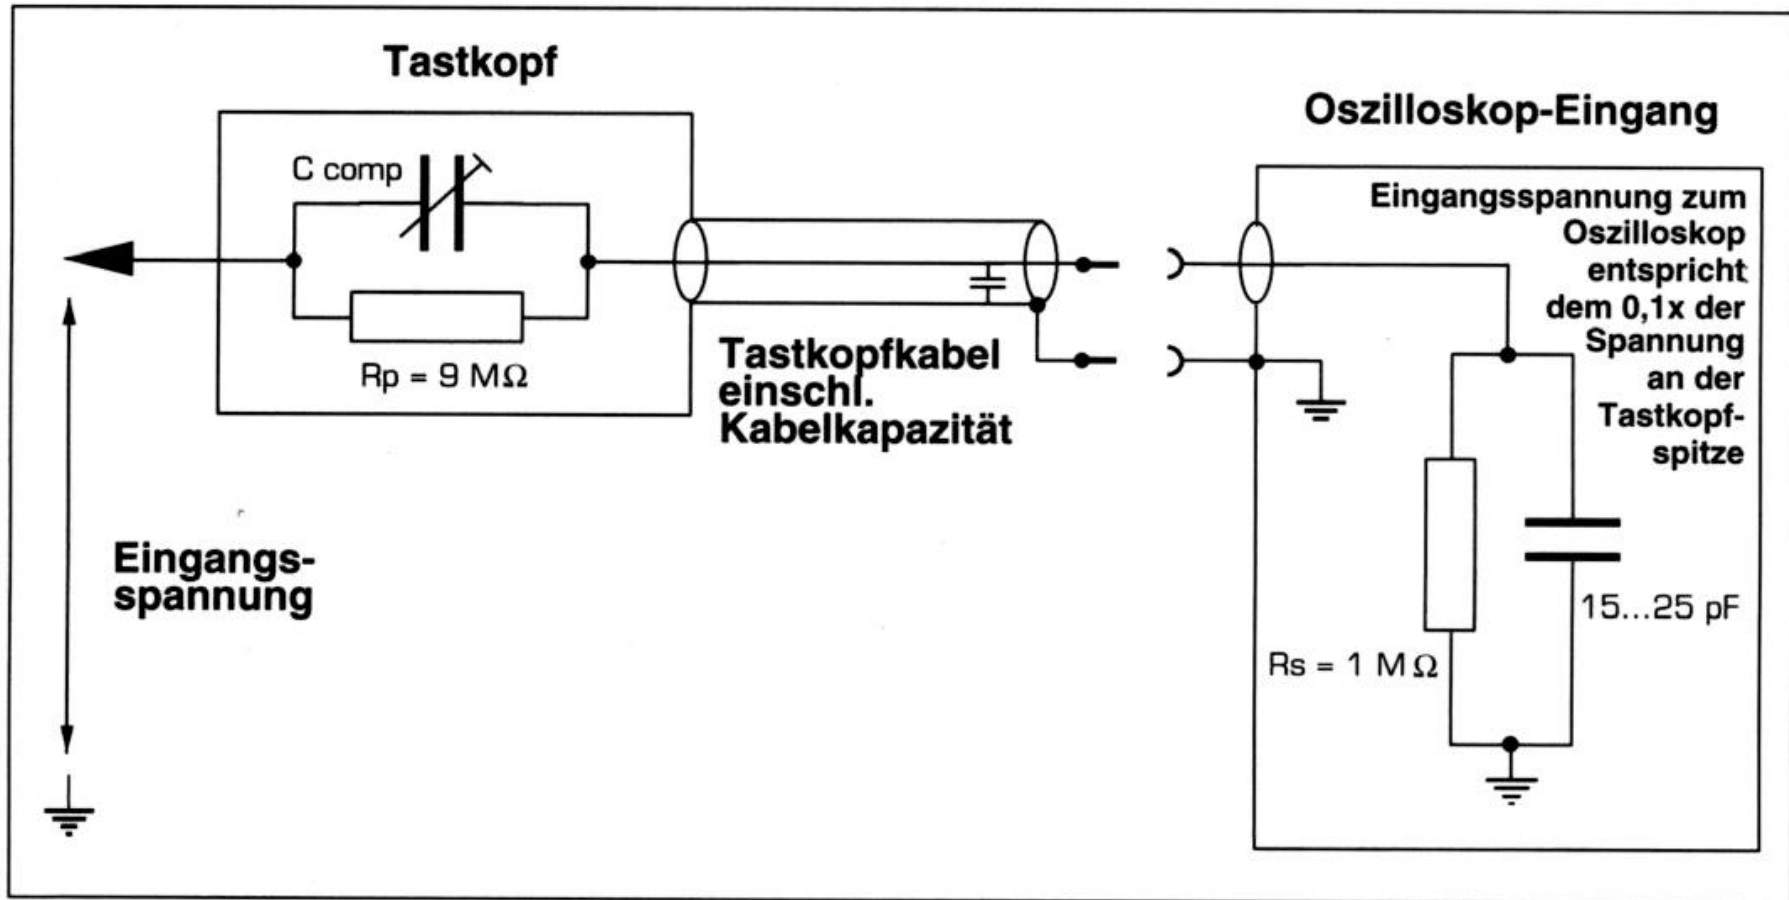 Tastkopf
C comp
Rp = 9 MΩ
Tastkopfkabel
einschl.
Kabelkapazität
Eingangs-
spannung
Oszilloskop-Eingang
Eingangsspannung zum
Oszilloskop
entspricht
dem 0,1x der
Spannung
an der
Tastkopf-
spitze
15...25 pF
Rs = 1 MΩ